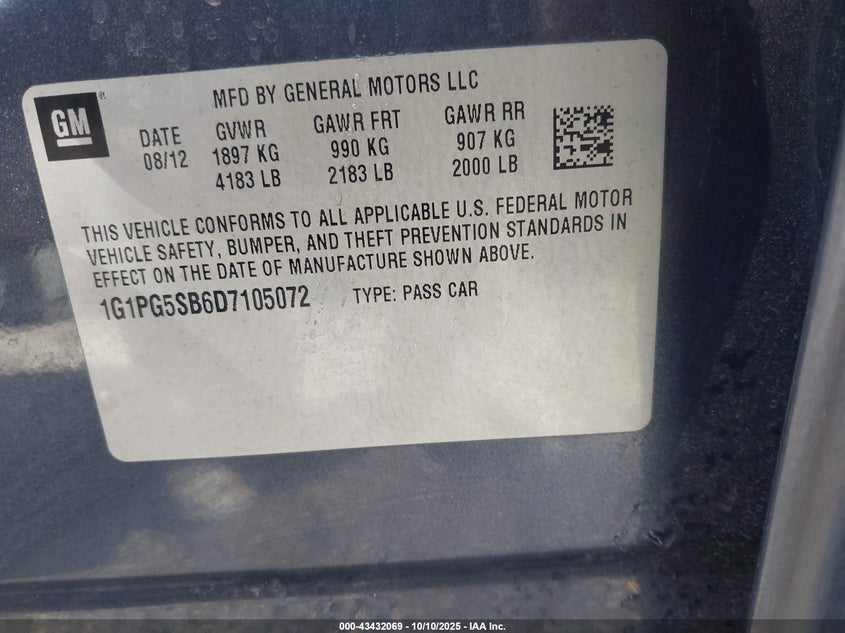 GM
®
MFD BY GENERAL MOTORS LLC
DATE GVWR GAWR FRT GAWR RR
08/12 1897 KG 990 KG 907 KG
4183 LB 2183 LB 2000 LB
THIS VEHICLE CONFORMS TO ALL APPLICABLE U.S. FEDERAL MOTOR
VEHICLE SAFETY, BUMPER, AND THEFT PREVENTION STANDARDS IN
EFFECT ON THE DATE OF MANUFACTURE SHOWN ABOVE.
1G1PG5SB6D7105072 TYPE: PASS CAR
000-43432069 - 10/10/2025 - IAA Inc.